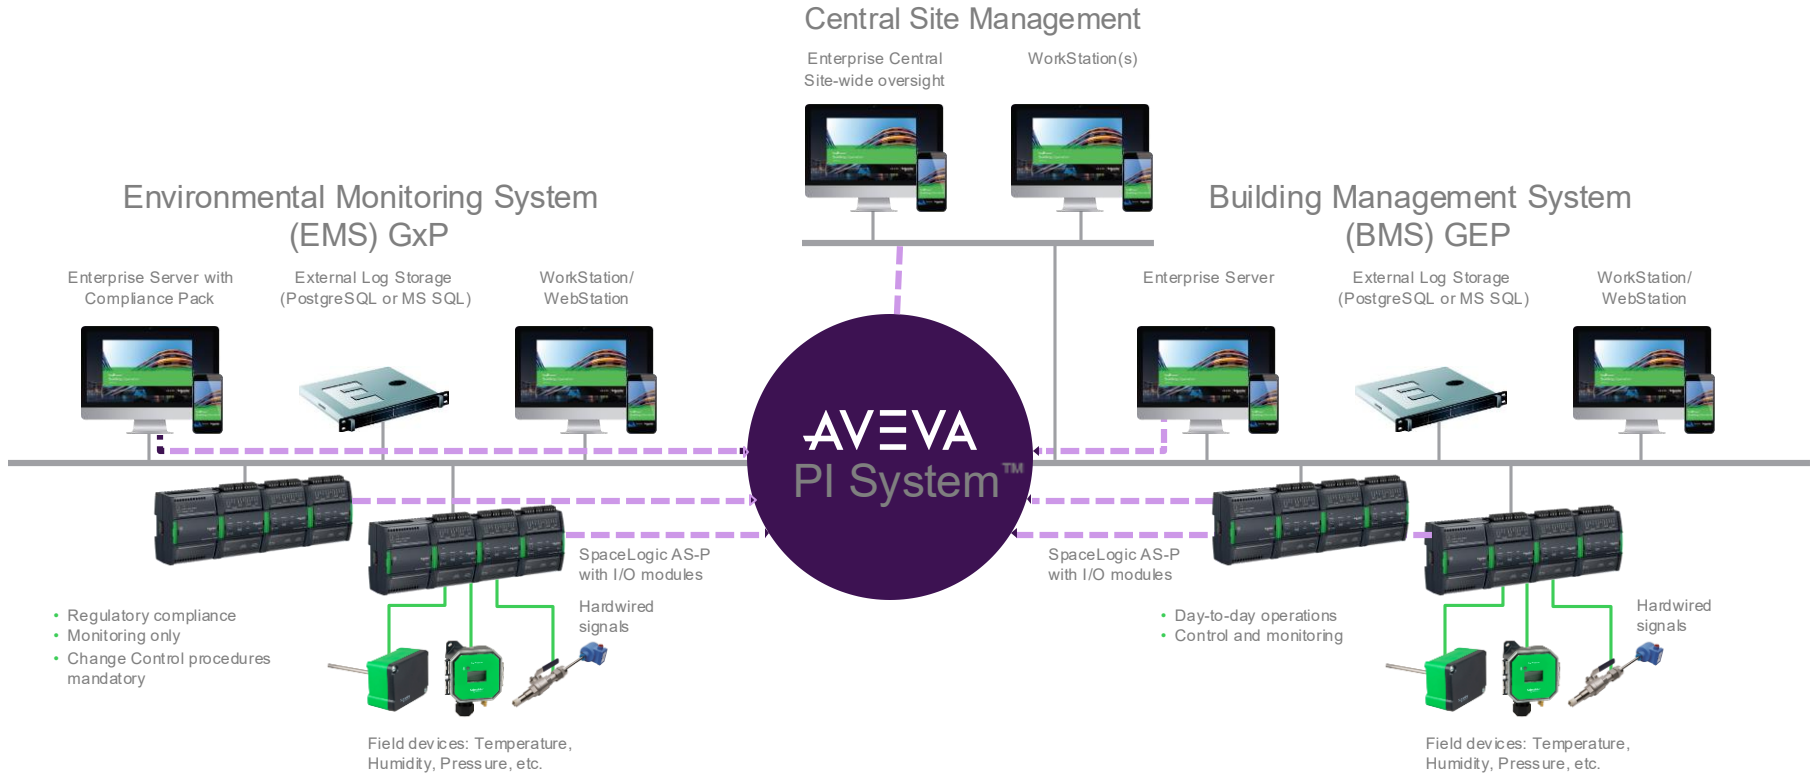 Central Site Management
Enterprise Central
Site-wide oversight
WorkStation(s)
Environmental Monitoring System
(EMS) GxP
Enterprise Server with
Compliance Pack
External Log Storage
(PostgreSQL or MS SQL)
WorkStation/
WebStation
Building Management System
(BMS) GEP
Enterprise Server
External Log Storage
(PostgreSQL or MS SQL)
WorkStation/
WebStation
AVEVA
PI System™
SpaceLogic AS-P
with I/O modules
Hardwired
signals
• Regulatory compliance
• Monitoring only
• Change Control procedures
mandatory
Field devices: Temperature,
Humidity, Pressure, etc.
SpaceLogic AS-P
with I/O modules
• Day-to-day operations
• Control and monitoring
Hardwired
signals
Field devices: Temperature,
Humidity, Pressure, etc.